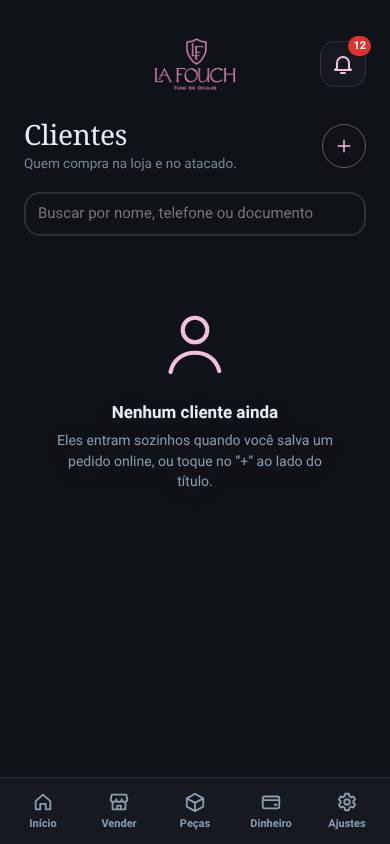 LA FOUCH
Tudo em Óculos
12
Clientes
Quem compra na loja e no atacado.
+
Buscar por nome, telefone ou documento
Nenhum cliente ainda
Eles entram sozinhos quando você salva um
pedido online, ou toque no “+” ao lado do
título.
Início
Vender
Peças
Dinheiro
Ajustes